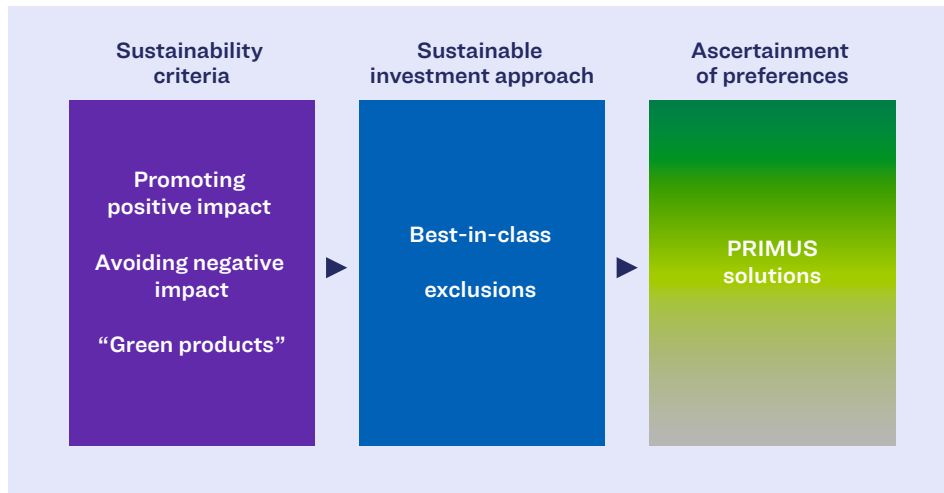 Sustainability
criteria
Promoting
positive impact
Avoiding negative
impact
“Green products”
Sustainable
investment approach
Best-in-class
exclusions
Ascertainment
of preferences
PRIMUS
solutions